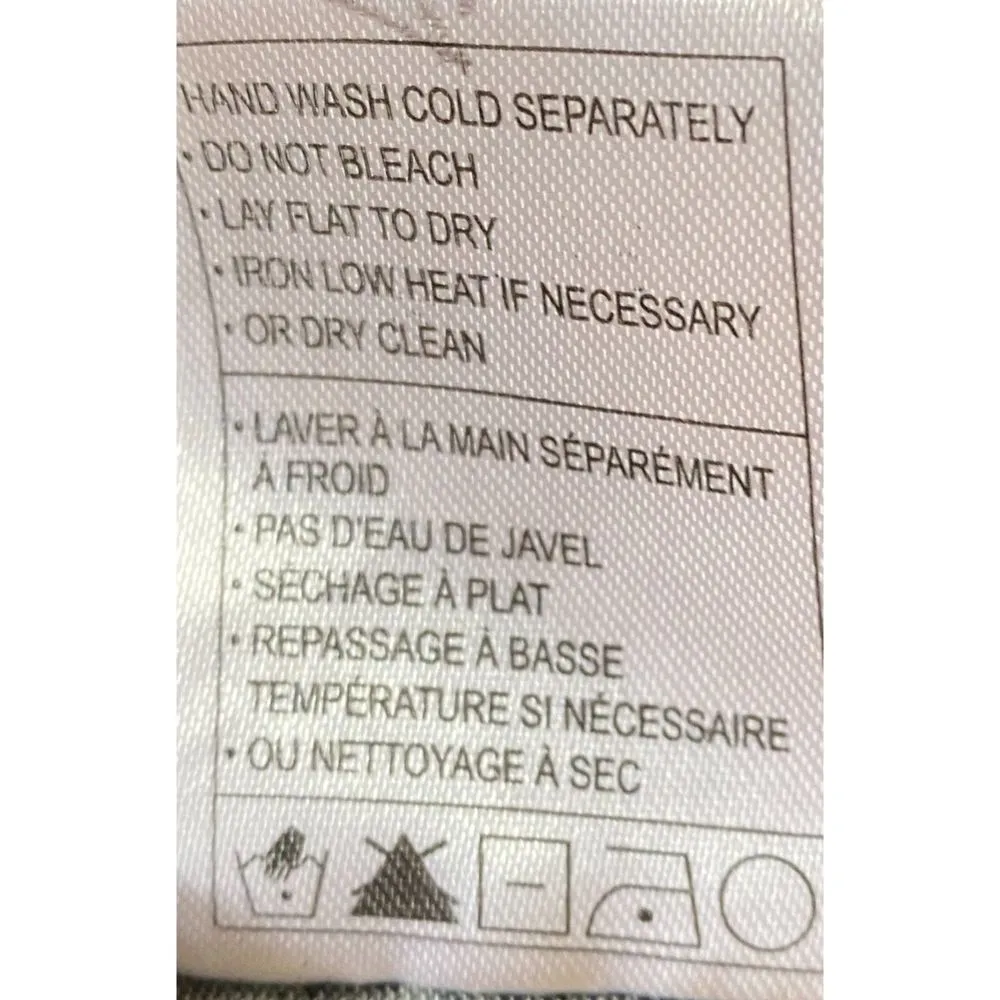 HAND WASH COLD SEPARATELY
• DO NOT BLEACH
• LAY FLAT TO DRY
• IRON LOW HEAT IF NECESSARY
• OR DRY CLEAN
• LAVER À LA MAIN SÉPARÉMENT
À FROID
• PAS D'EAU DE JAVEL
• SÉCHAGE À PLAT
• REPASSAGE À BASSE
TEMPÉRATURE SI NÉCESSAIRE
• OU NETTOYAGE À SEC